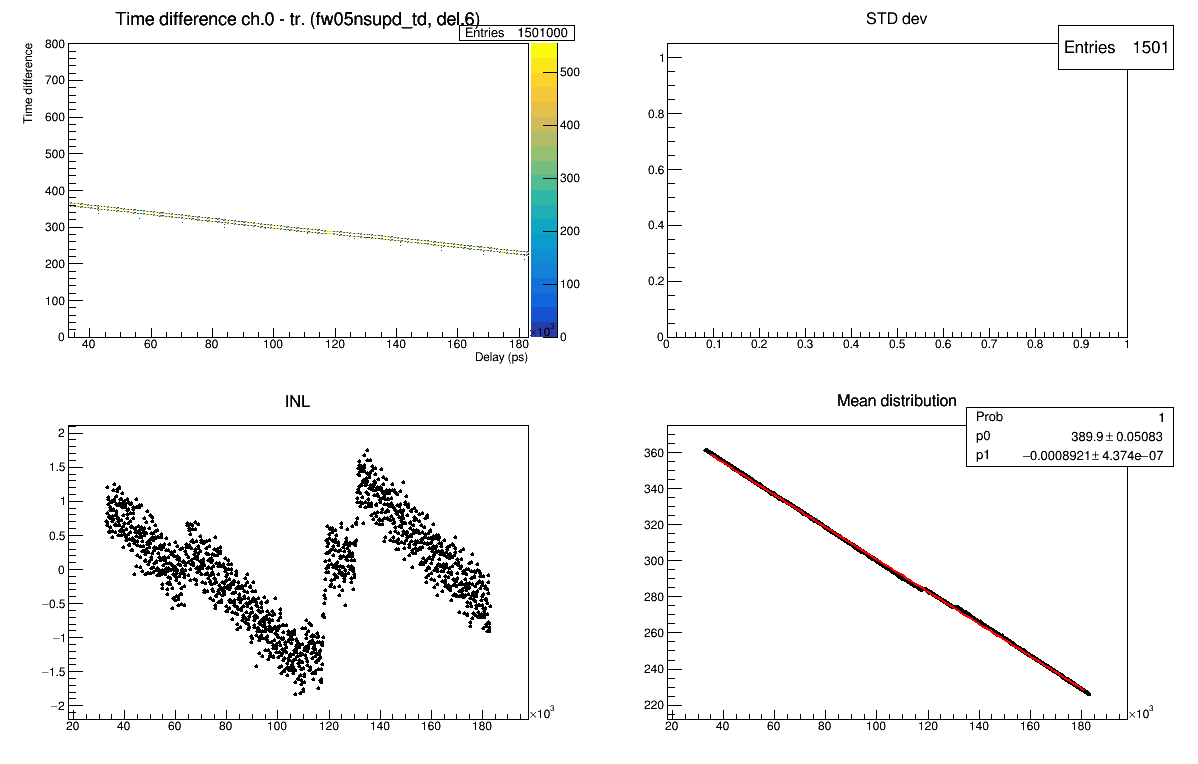 Time difference ch.0 - tr. (fw05nsupd_td, del.6)
Entries 1501000
Time difference
800
700
600
500
400
300
200
100
0
40 60 80 100 120 140 160 180
×10³
Delay (ps)
500
400
300
200
100
0
STD dev
Entries 1501
1
0.8
0.6
0.4
0.2
0
0 0.1 0.2 0.3 0.4 0.5 0.6 0.7 0.8 0.9 1
INL
2
1.5
1
0.5
0
−0.5
−1
−1.5
−2
20 40 60 80 100 120 140 160 180
×10³
Mean distribution
Prob 1
p0 389.9 ± 0.05083
p1 −0.0008921 ± 4.374e−07
360
340
320
300
280
260
240
220
20 40 60 80 100 120 140 160 180
×10³